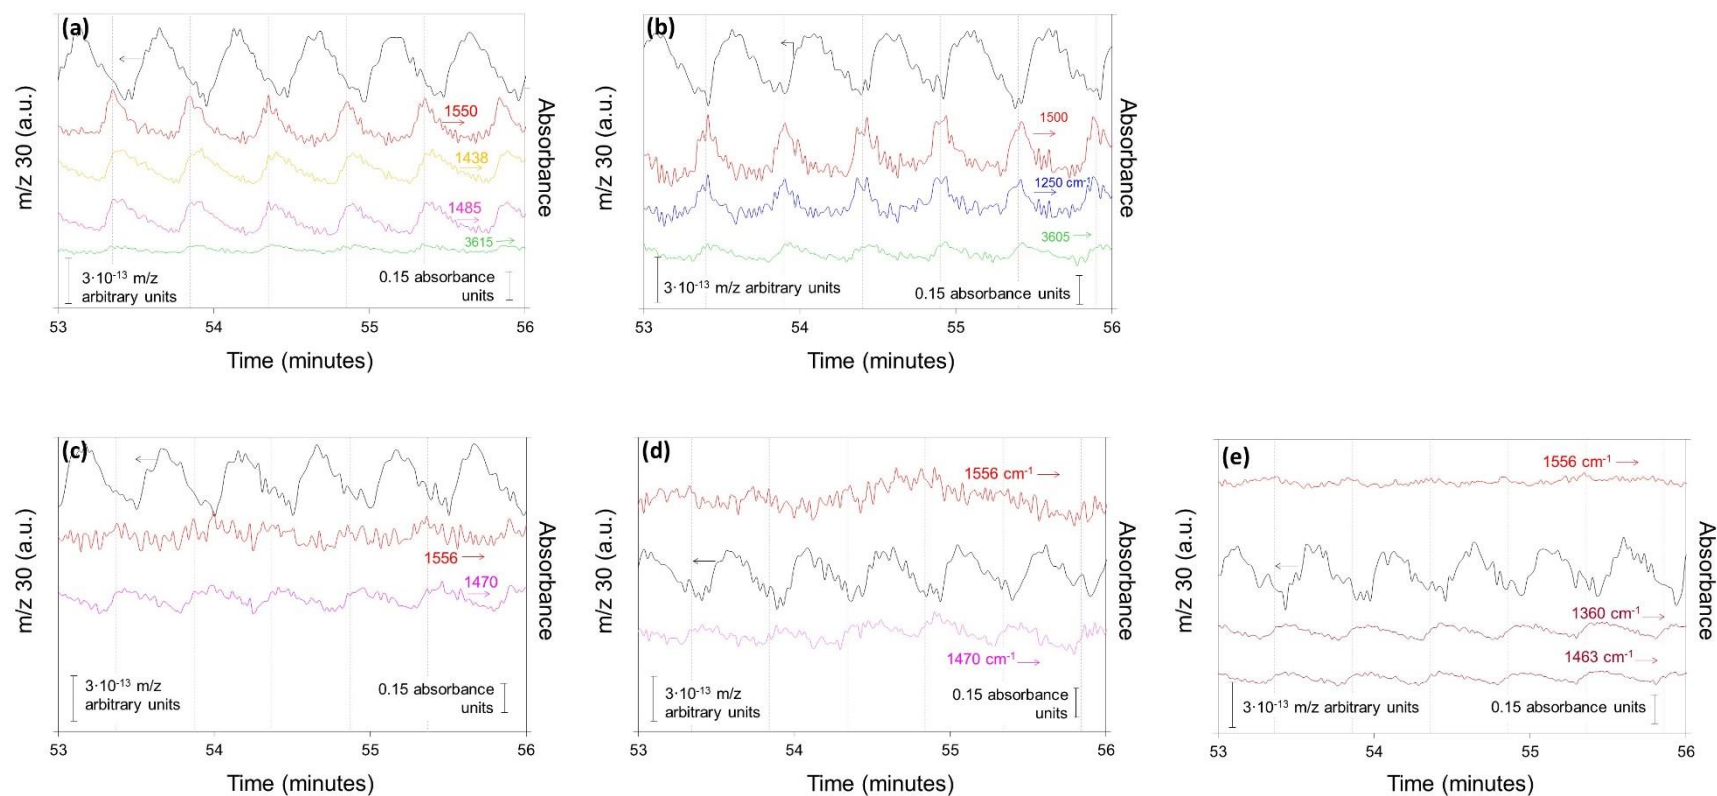 (a)
m/z 30 (a.u.)
Absorbance
1550
1438
1485
3615
3·10⁻¹³ m/z
arbitrary units
0.15 absorbance
units
53 54 55 56
Time (minutes)
(b)
m/z 30 (a.u.)
Absorbance
1500
1250 cm⁻¹
3605
3·10⁻¹³ m/z arbitrary units
0.15 absorbance units
53 54 55 56
Time (minutes)
(c)
m/z 30 (a.u.)
Absorbance
1556
1470
3·10⁻¹³ m/z
arbitrary units
0.15 absorbance
units
53 54 55 56
Time (minutes)
(d)
m/z 30 (a.u.)
Absorbance
1556 cm⁻¹
1470 cm⁻¹
3·10⁻¹³ m/z
arbitrary units
0.15 absorbance
units
53 54 55 56
Time (minutes)
(e)
m/z 30 (a.u.)
Absorbance
1556 cm⁻¹
1360 cm⁻¹
1463 cm⁻¹
3·10⁻¹³ m/z arbitrary units
0.15 absorbance units
53 54 55 56
Time (minutes)